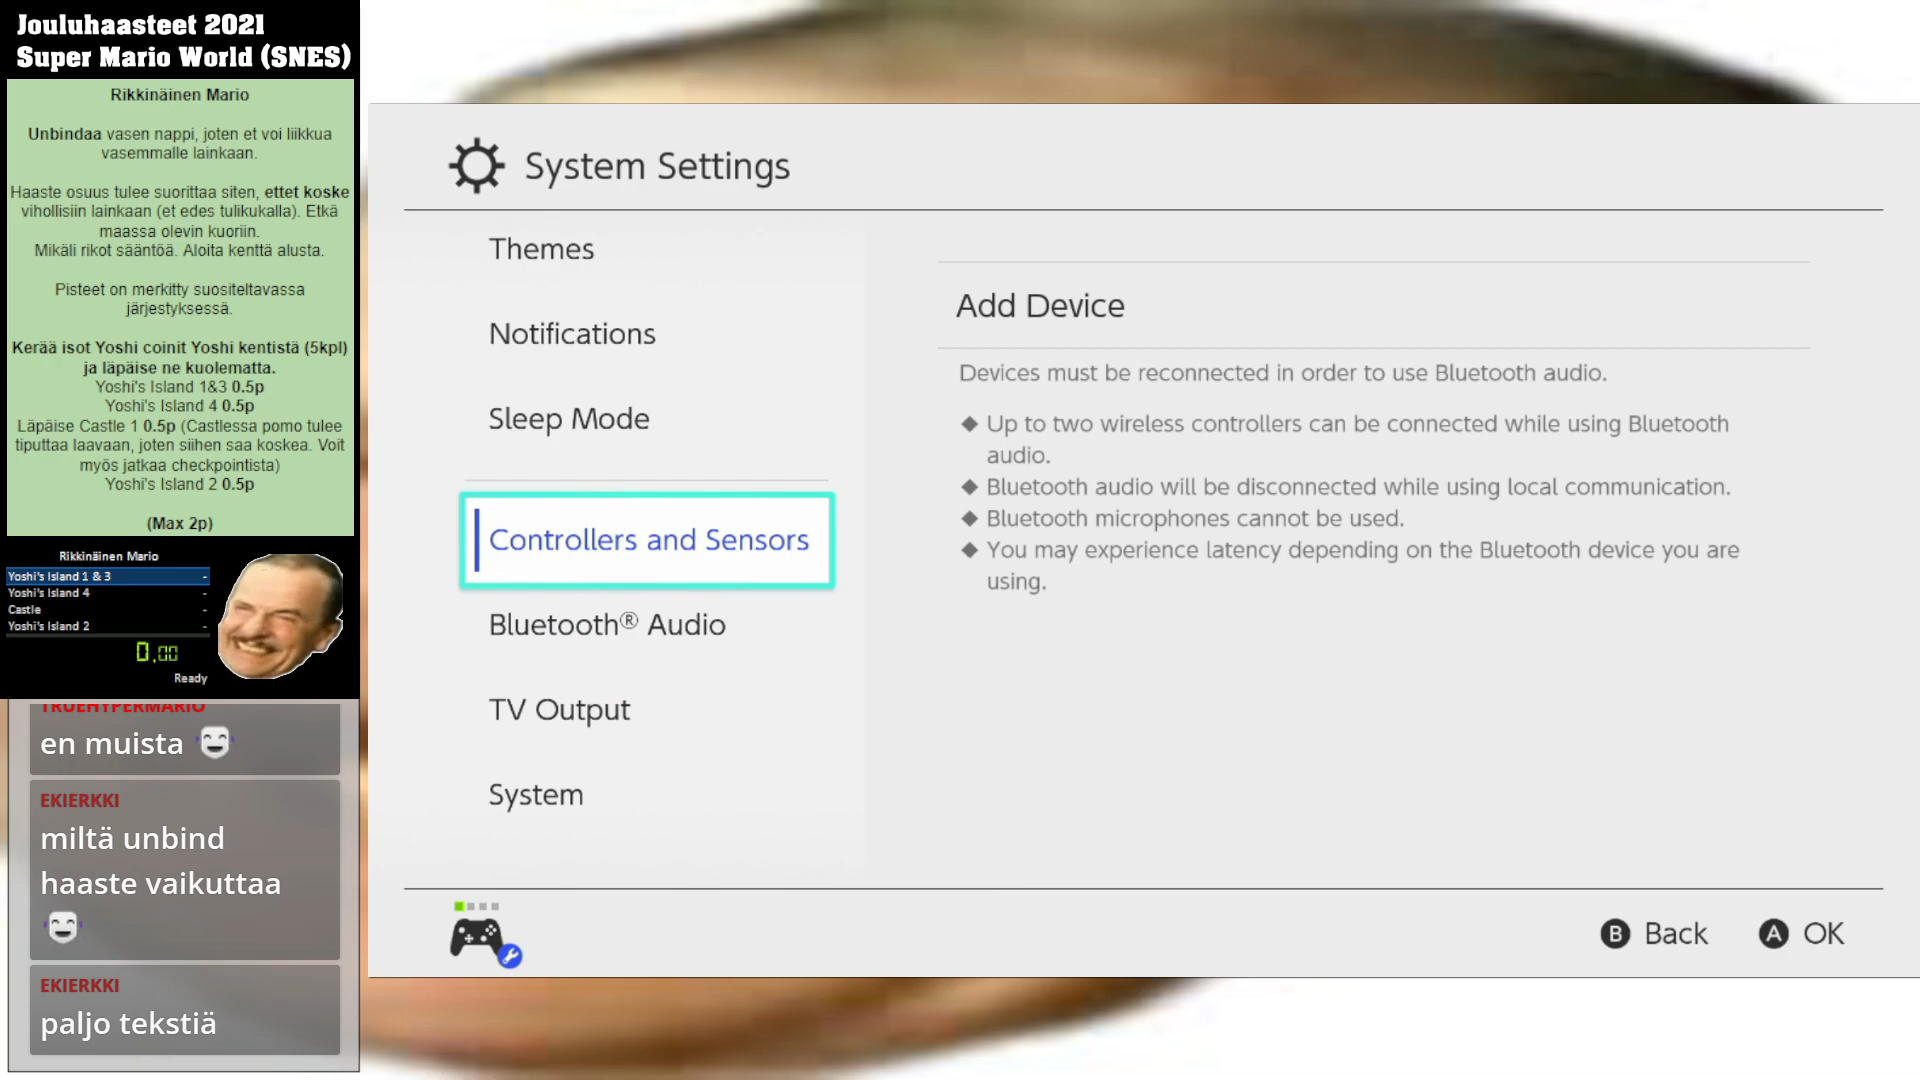 Jouluhaasteet 2021
Super Mario World (SNES)
Rikkinäinen Mario
Unbindaa vasen nappi, joten et voi liikkua
vasemmalle lainkaan.
Haaste osuus tulee suorittaa siten, ettet koske
vihollisiin lainkaan (et edes tulikukalla). Etkä
maassa olevin kuoriin.
Mikäli rikot sääntöä. Aloita kenttä alusta.
Pisteet on merkitty suositeltavassa
järjestyksessä.
Kerää isot Yoshi coinit Yoshi kentistä (5kpl)
ja läpäise ne kuolematta.
Yoshi's Island 1&3 0.5p
Yoshi's Island 4 0.5p
Läpäise Castle 1 0.5p (Castlessa pomo tulee
tiputtaa laavaan, joten siihen saa koskea. Voit
myös jatkaa checkpointista)
Yoshi's Island 2 0.5p
(Max 2p)
Rikkinäinen Mario
Yoshi's Island 1 & 3 -
Yoshi's Island 4 -
Castle -
Yoshi's Island 2 -
0.00
Ready
TRUEHYPERMARIO
en muista
EKIERKKI
miltä unbind
haaste vaikuttaa
EKIERKKI
paljo tekstiä
System Settings
Themes
Notifications
Sleep Mode
Controllers and Sensors
Bluetooth® Audio
TV Output
System
Add Device
Devices must be reconnected in order to use Bluetooth audio.
◆ Up to two wireless controllers can be connected while using Bluetooth
audio.
◆ Bluetooth audio will be disconnected while using local communication.
◆ Bluetooth microphones cannot be used.
◆ You may experience latency depending on the Bluetooth device you are
using.
B Back A OK